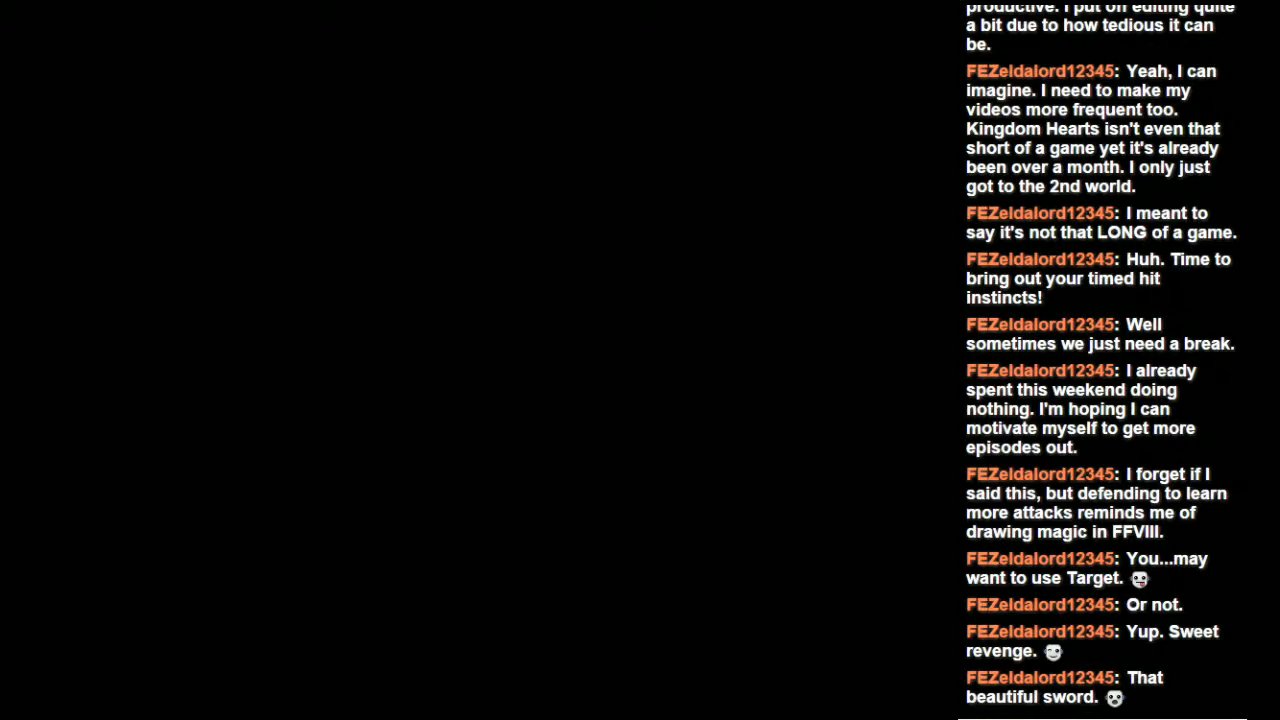 productive. I put off editing quite
a bit due to how tedious it can
be.
FEZeldalord12345: Yeah, I can
imagine. I need to make my
videos more frequent too.
Kingdom Hearts isn't even that
short of a game yet it's already
been over a month. I only just
got to the 2nd world.
FEZeldalord12345: I meant to
say it's not that LONG of a game.
FEZeldalord12345: Huh. Time to
bring out your timed hit
instincts!
FEZeldalord12345: Well
sometimes we just need a break.
FEZeldalord12345: I already
spent this weekend doing
nothing. I'm hoping I can
motivate myself to get more
episodes out.
FEZeldalord12345: I forget if I
said this, but defending to learn
more attacks reminds me of
drawing magic in FFVIII.
FEZeldalord12345: You...may
want to use Target.
FEZeldalord12345: Or not.
FEZeldalord12345: Yup. Sweet
revenge.
FEZeldalord12345: That
beautiful sword.